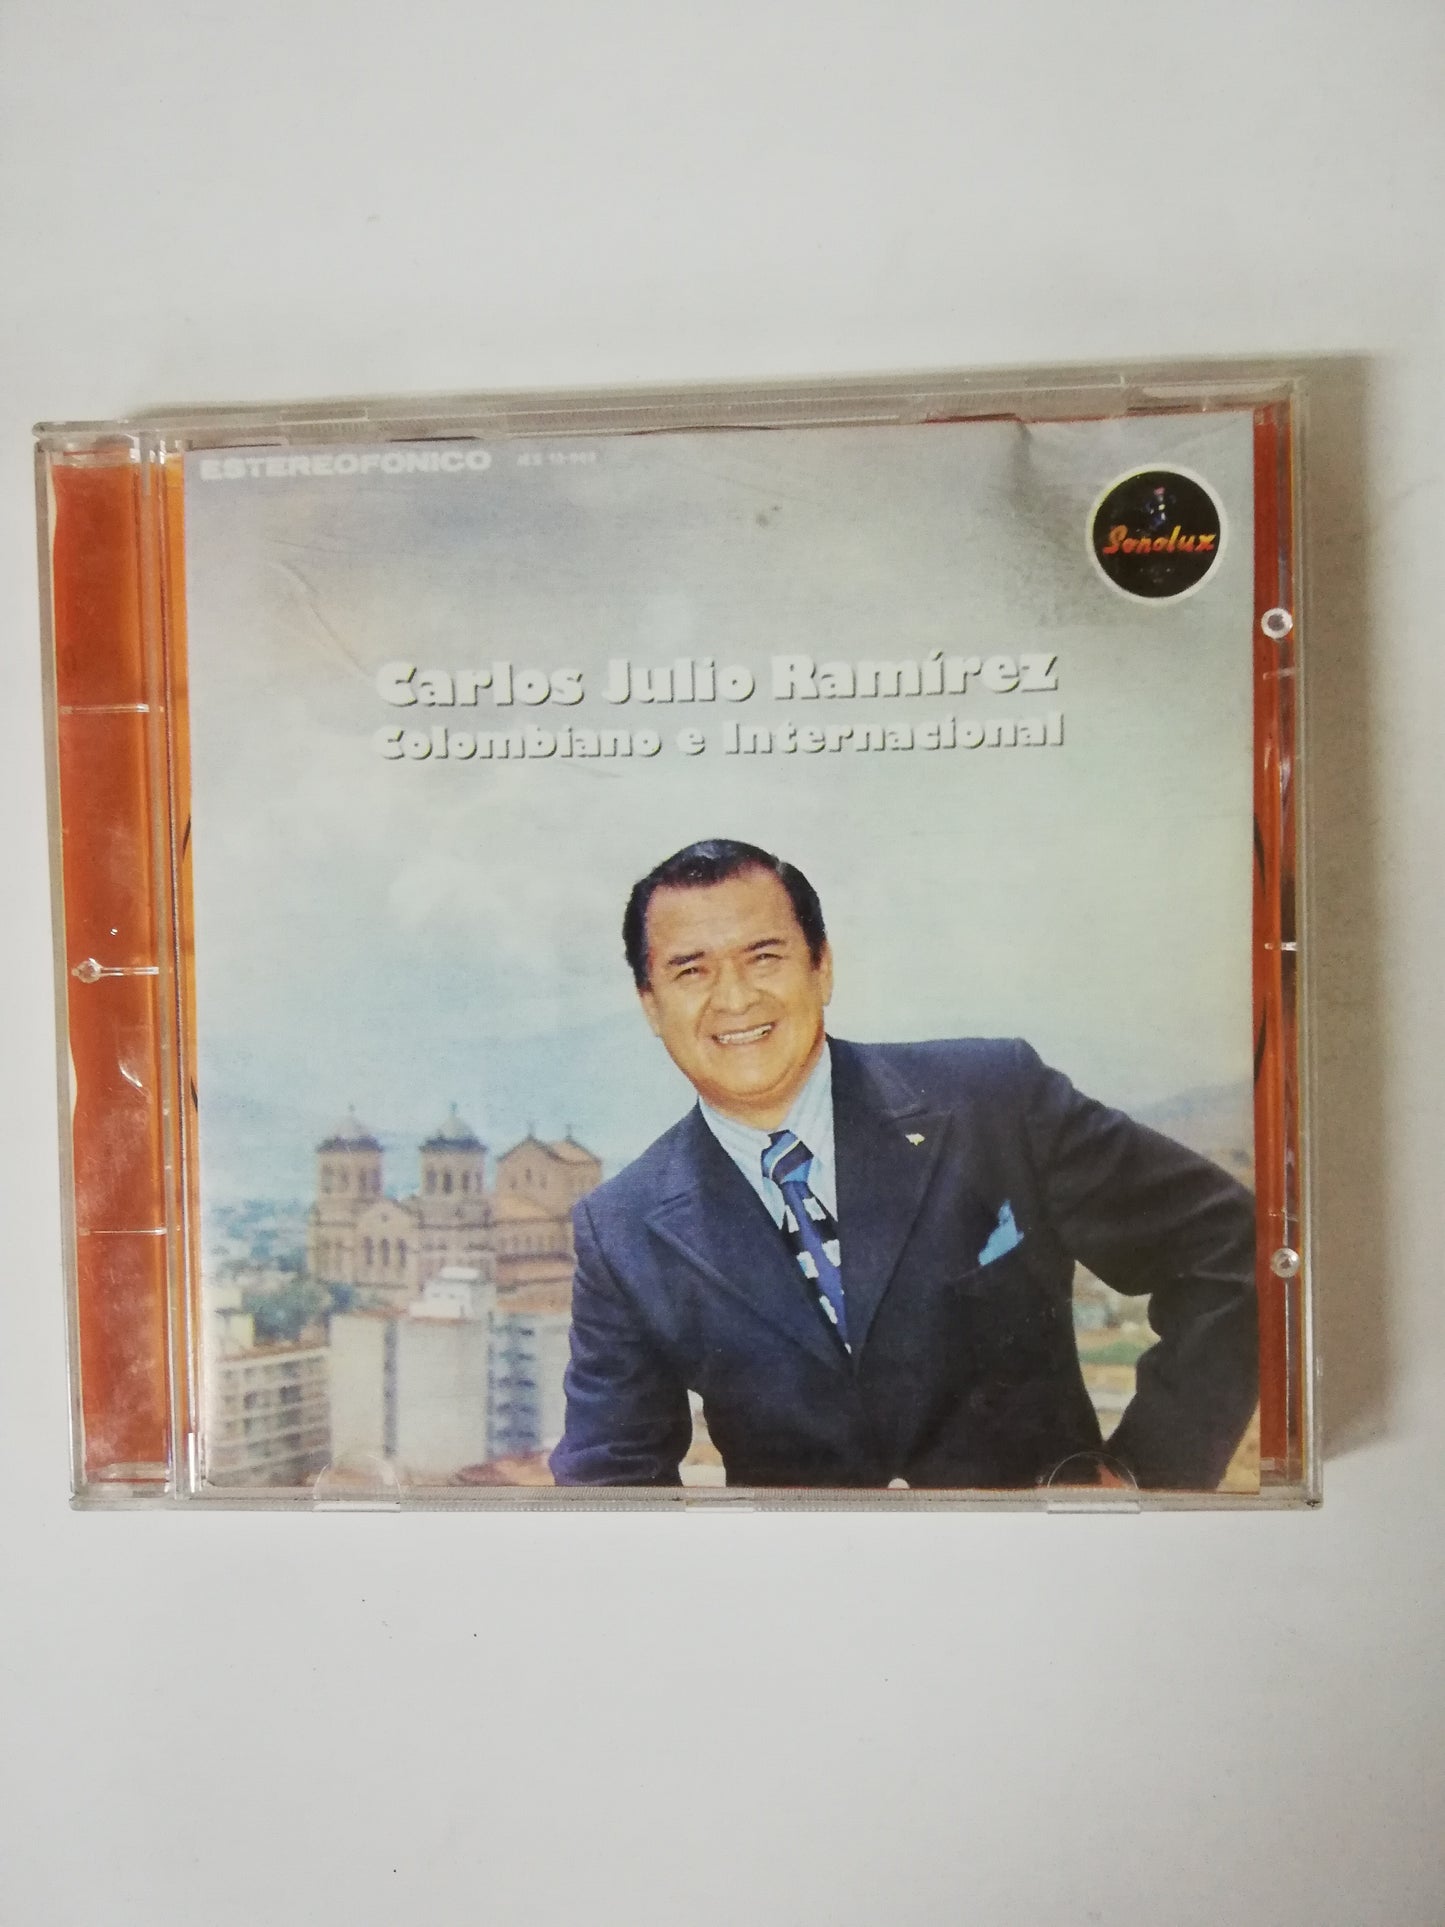 ESTEREOFONICO
Sonolux
Carlos Julio Ramírez
Colombiano e Internacional